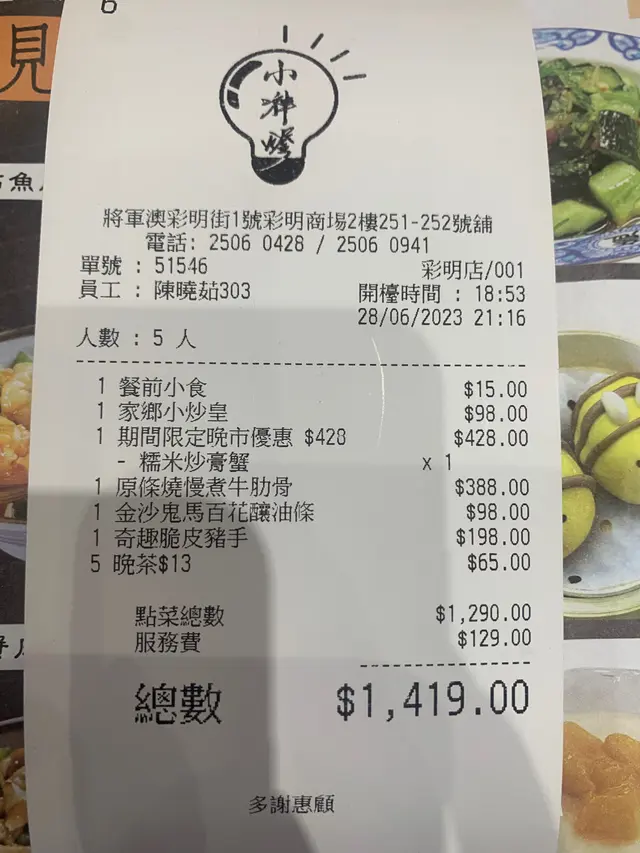 6
見
小
燈
魚
將軍澳彩明街1號彩明商場2樓251-252號舖
電話: 2506 0428 / 2506 0941
單號 : 51546 彩明店/001
員工 : 陳曉茹303 開檯時間 : 18:53
28/06/2023 21:16
人數 : 5 人
1 餐前小食 $15.00
1 家鄉小炒皇 $98.00
1 期間限定晚市優惠 $428 $428.00
- 糯米炒膏蟹 x 1
1 原條燒慢煮牛肋骨 $388.00
1 金沙鬼馬百花釀油條 $98.00
1 奇趣脆皮豬手 $198.00
5 晚茶$13 $65.00
點菜總數 $1,290.00
服務費 $129.00
總數 $1,419.00
多謝惠顧